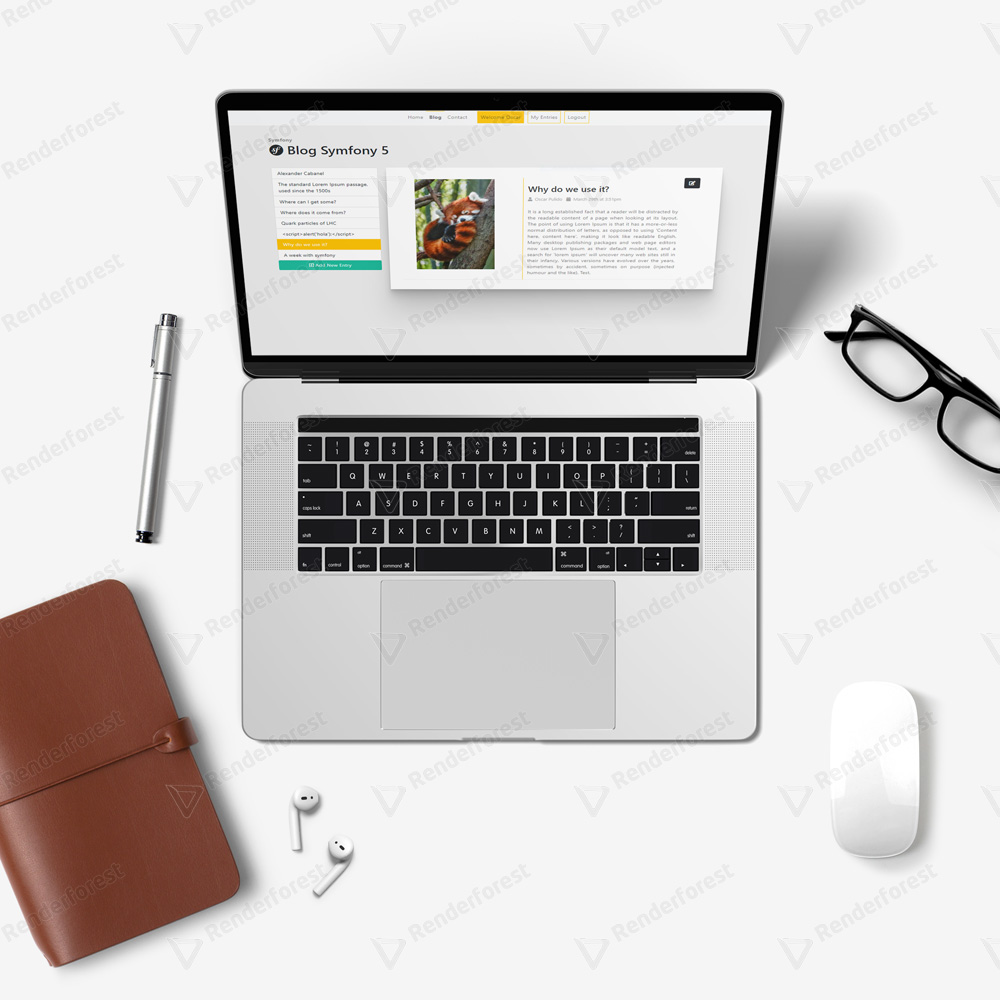 Home Blog Contact Welcome Oscar My Entries Logout
Symfony
sf Blog Symfony 5
Alexander Cabanel
The standard Lorem Ipsum passage, used since the 1500s
Where can I get some?
Where does it come from?
Quark particles of LHC
<script>alert('hola');</script>
Why do we use it?
A week with symfony
Add New Entry
Why do we use it?
Oscar Pulido
It is a long established fact that a reader will be distracted by
the readable content of a page when looking at its layout.
The point of using Lorem Ipsum is that it has a more-or-less
normal distribution of letters, as opposed to using 'Content
here, content here', making it look like readable English.
Many desktop publishing packages and web page editors
now use Lorem Ipsum as their default model text, and a
search for 'lorem ipsum' will uncover many web sites still in
their infancy. Various versions have evolved over the years,
sometimes by accident, sometimes on purpose (injected
humour and the like). Text.
~ ! @ # $ % ^ & * ( ) – +
1 2 3 4 5 6 7 8 9 0 delete
tab Q W E R T Y U I O P
caps lock A S D F G H J K L return
shift Z X C V B N M < > ? shift
fn control option command ⌘ ⌘ command option
Renderforest